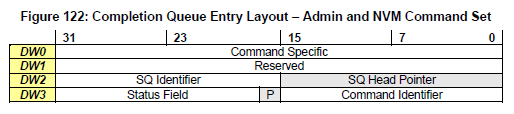 Figure 122: Completion Queue Entry Layout – Admin and NVM Command Set
31 23 15 7 0
DW0 Command Specific
DW1 Reserved
DW2 SQ Identifier SQ Head Pointer
DW3 Status Field P Command Identifier